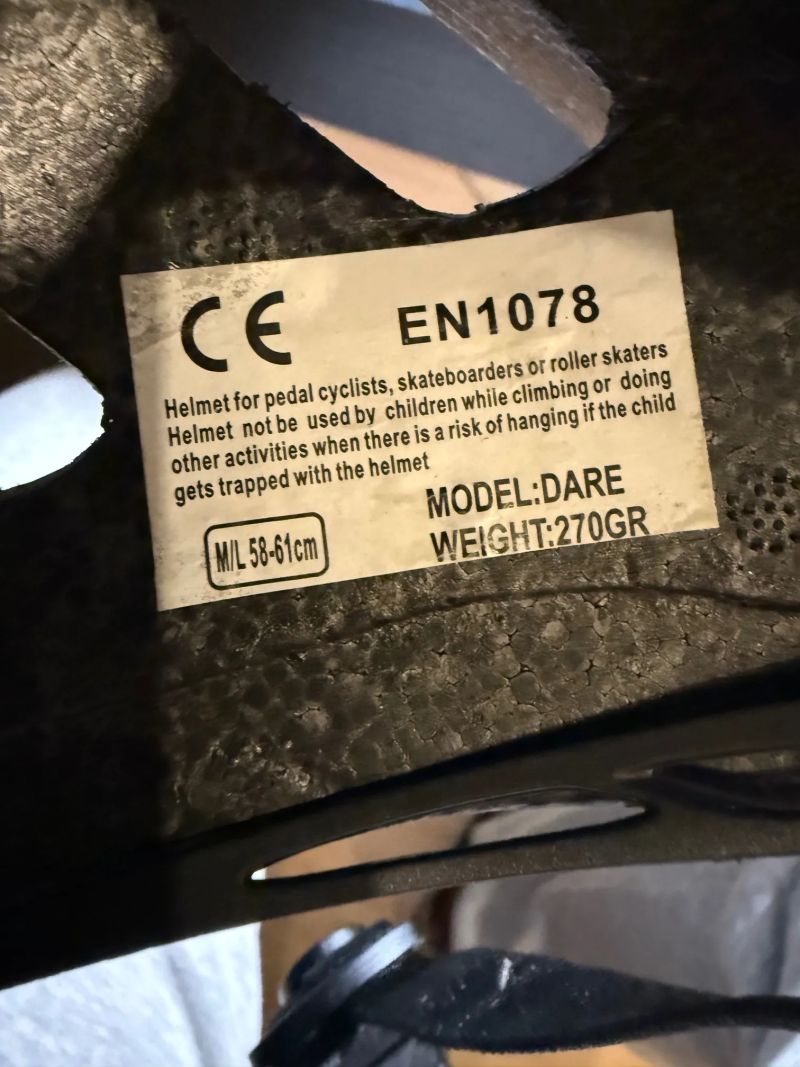 CE EN1078
Helmet for pedal cyclists, skateboarders or roller skaters
Helmet not be used by children while climbing or doing
other activities when there is a risk of hanging if the child
gets trapped with the helmet
MODEL:DARE
M/L 58-61cm
WEIGHT:270GR